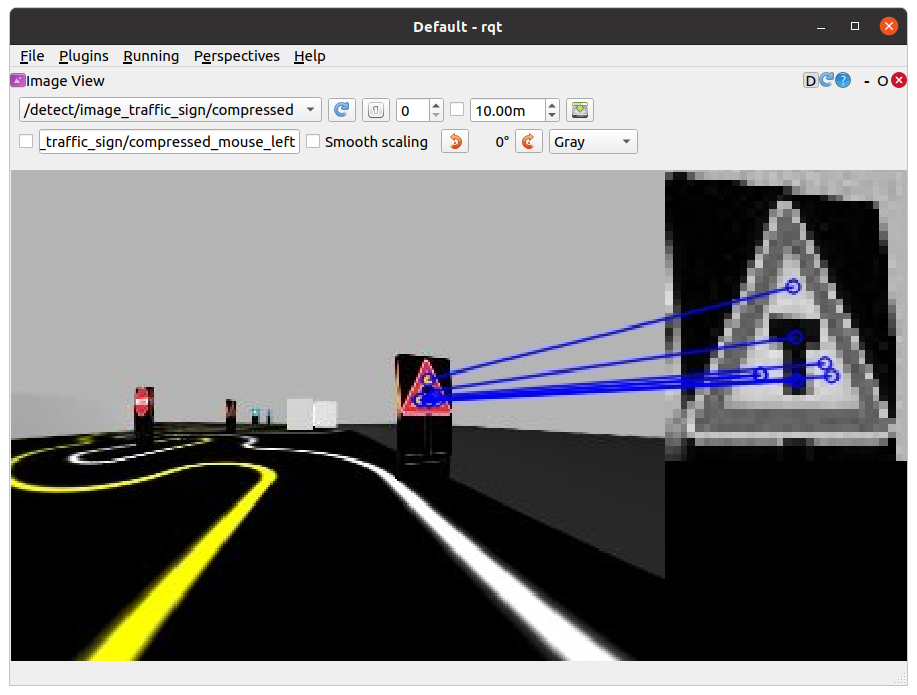 Default - rqt
File Plugins Running Perspectives Help
Image View D ? - O
/detect/image_traffic_sign/compressed 1 0 10.00m
_traffic_sign/compressed_mouse_left Smooth scaling 0° Gray